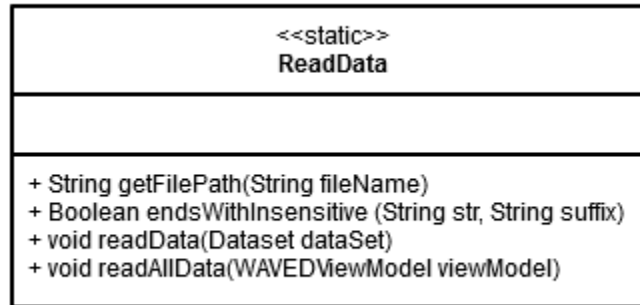 <<static>>
ReadData
+ String getFilePath(String fileName)
+ Boolean endsWithInsensitive (String str, String suffix)
+ void readData(Dataset dataSet)
+ void readAllData(WAVEDViewModel viewModel)